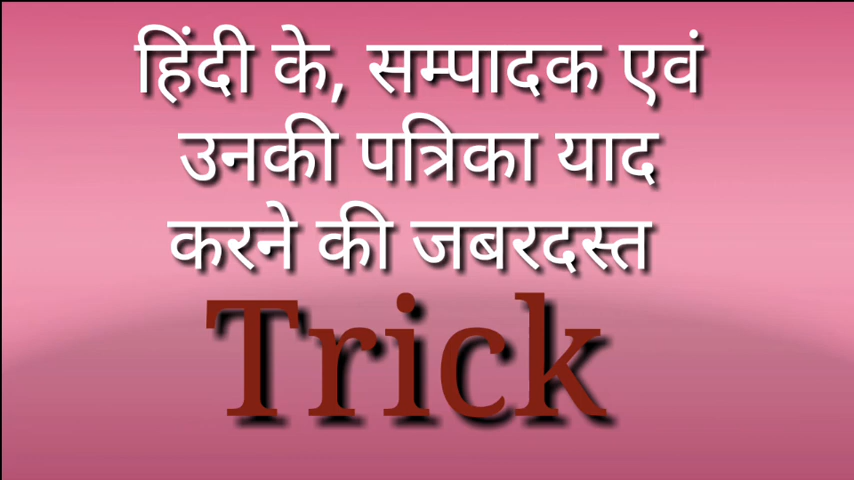 हिंदी के, सम्पादक एवं
उनकी पत्रिका याद
करने की जबरदस्त
Trick